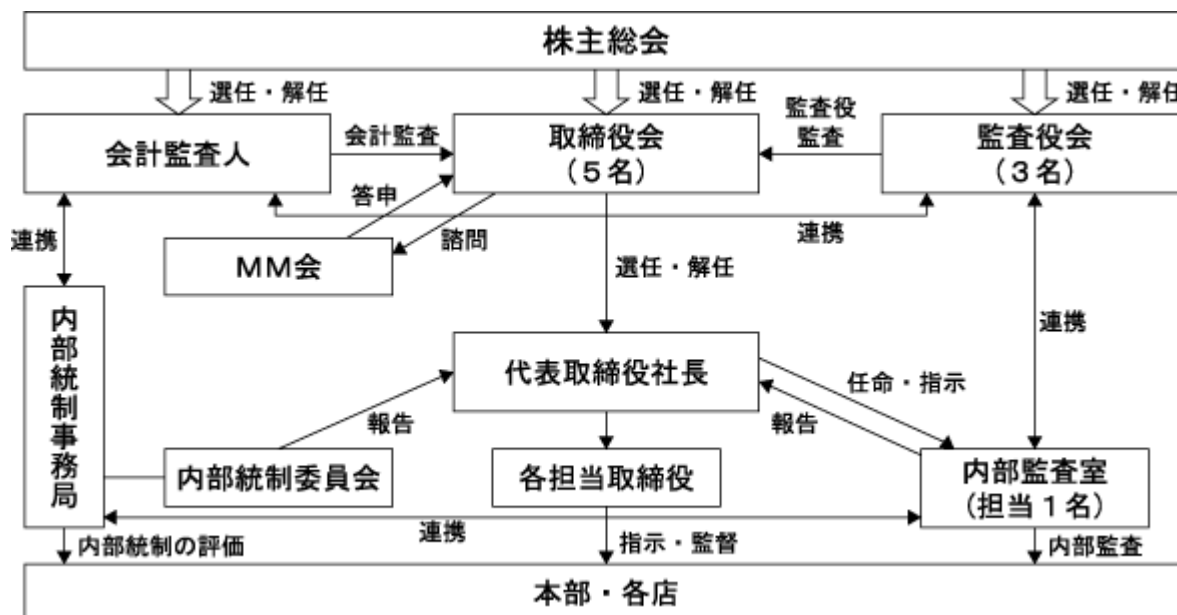 株主総会
選任・解任
選任・解任
選任・解任
会計監査人
会計監査
取締役会
(5名)
監査役
監査
監査役会
(3名)
答申
諮問
連携
連携
MM会
選任・解任
内部統制事務局
連携
代表取締役社長
任命・指示
報告
報告
内部統制委員会
各担当取締役
内部監査室
(担当1名)
連携
内部統制の評価
指示・監督
内部監査
本部・各店